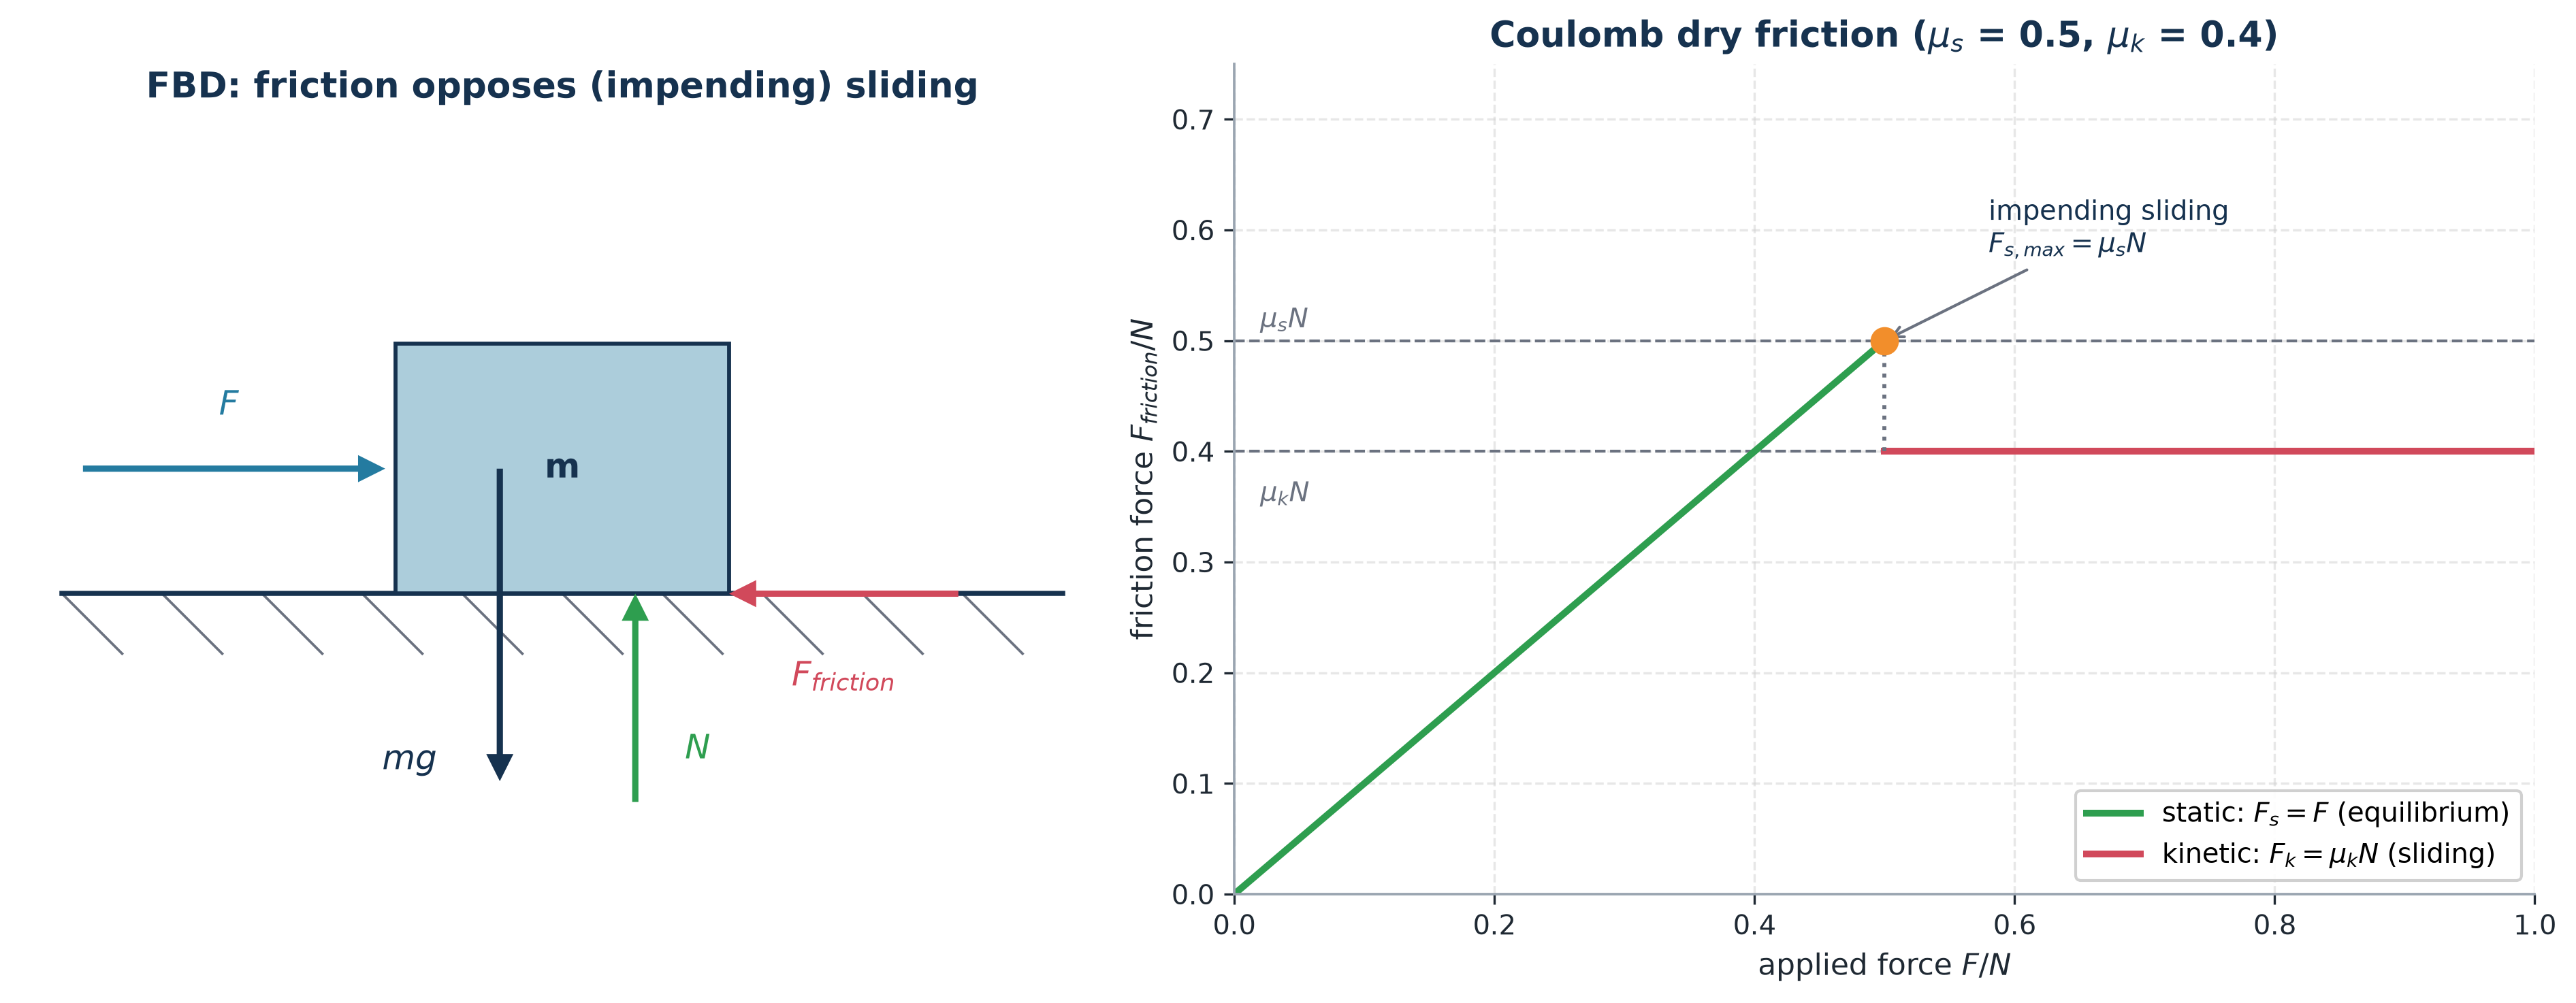 FBD: friction opposes (impending) sliding
F
m
mg
N
F_friction
Coulomb dry friction (μ_s = 0.5, μ_k = 0.4)
friction force F_friction/N
0.7
0.6
0.5
0.4
0.3
0.2
0.1
0.0
μ_sN
μ_kN
impending sliding
F_s,max = μ_sN
static: F_s = F (equilibrium)
kinetic: F_k = μ_kN (sliding)
0.0 0.2 0.4 0.6 0.8 1.0
applied force F/N